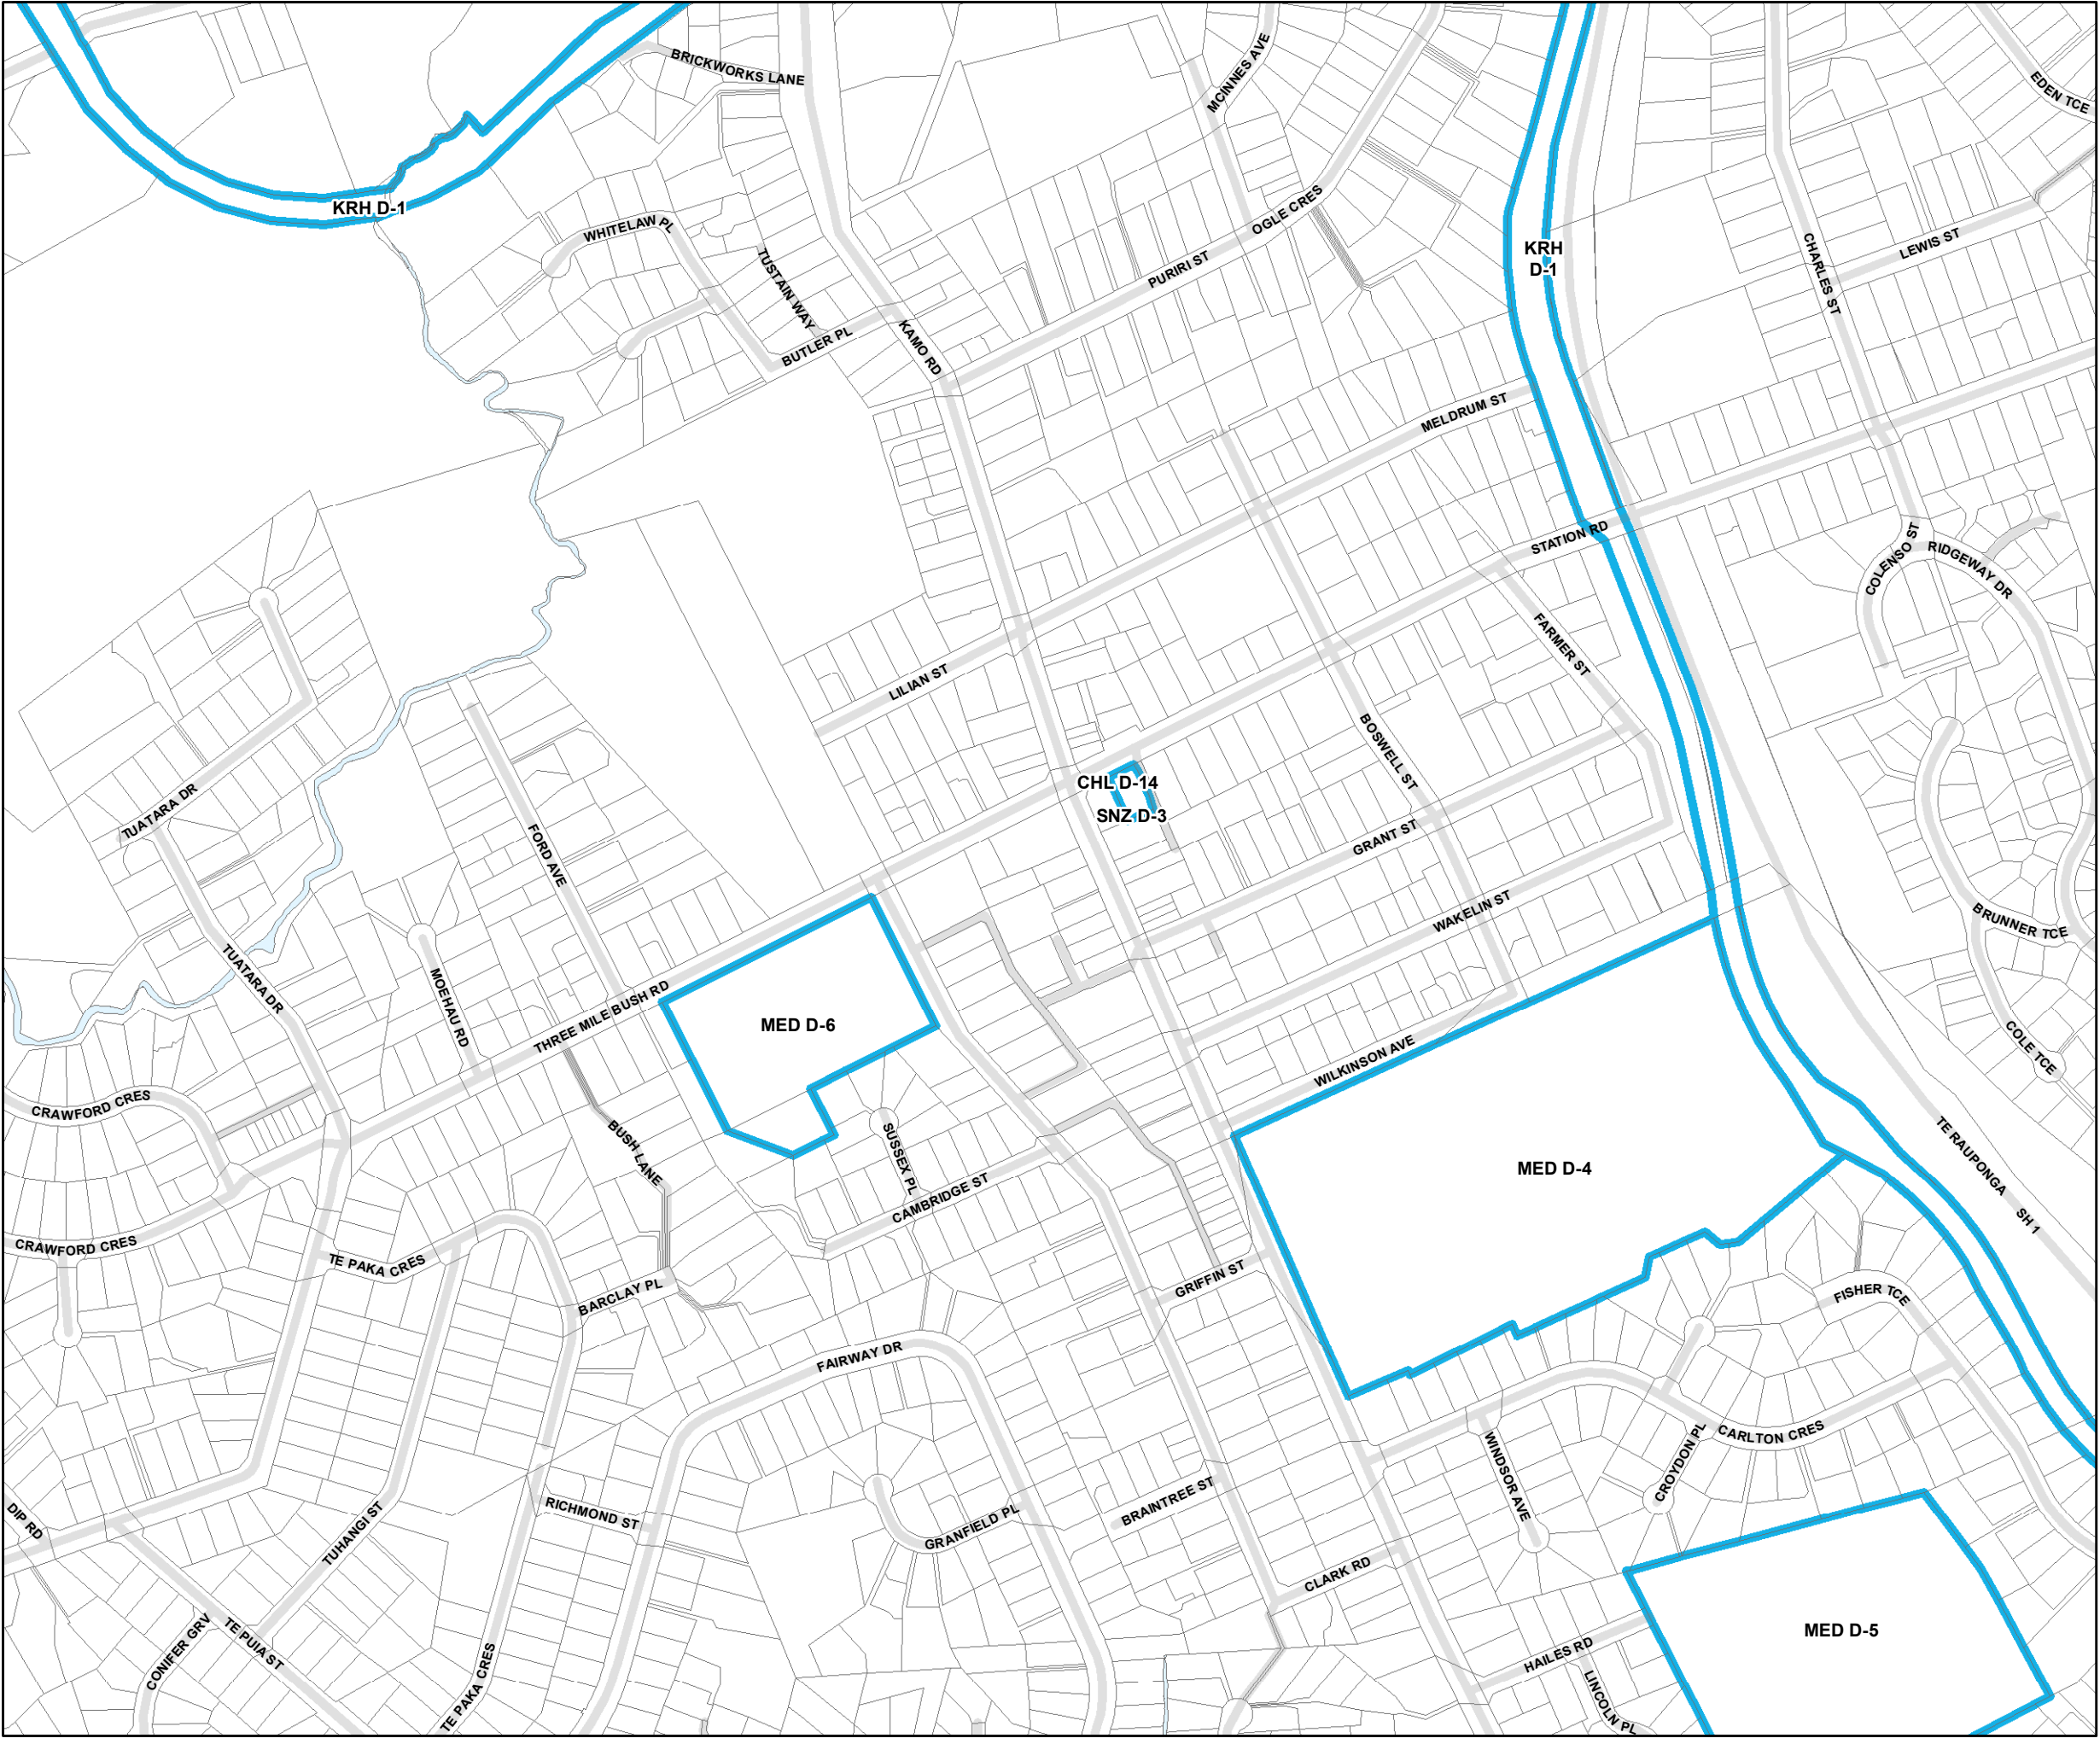 BRICKWORKS LANE
MCINNES AVE
EDEN TCE
KRH D-1
WHITELAW PL
TUSTAIN WAY
BUTLER PL
KAMO RD
PURIRI ST
OGLE CRES
KRH
D-1
CHARLES ST
LEWIS ST
MELDRUM ST
STATION RD
COLENSO ST
RIDGEWAY DR
FARMER ST
LILIAN ST
BOSWELL ST
CHL D-14
SNZ D-3
GRANT ST
TUATARA DR
FORD AVE
WAKELIN ST
BRUNNER TCE
TUATARA DR
MOEHAU RD
THREE MILE BUSH RD
MED D-6
WILKINSON AVE
COLE TCE
CRAWFORD CRES
BUSH LANE
SUSSEX PL
CAMBRIDGE ST
MED D-4
TE RAUPONGA
SH 1
CRAWFORD CRES
TE PAKA CRES
BARCLAY PL
GRIFFIN ST
FISHER TCE
FAIRWAY DR
CARLTON CRES
WINDSOR AVE
CROYDON PL
DIP RD
TUHANGI ST
RICHMOND ST
GRANFIELD PL
BRAINTREE ST
CLARK RD
CONIFER GRV
TE PUIA ST
TE PAKA CRES
HAILES RD
LINCOLN PL
MED D-5